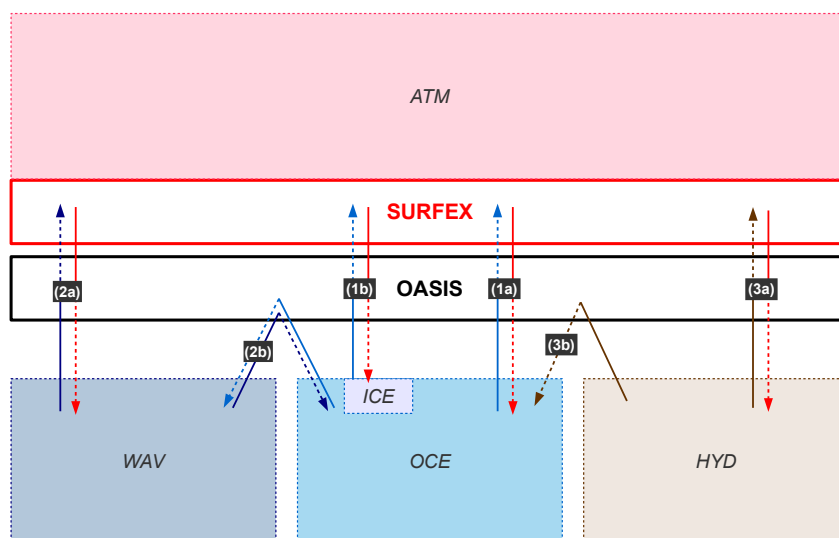 ATM
SURFEX
(2a)
(1b)
OASIS
(1a)
(3a)
(2b)
(3b)
ICE
WAV
OCE
HYD